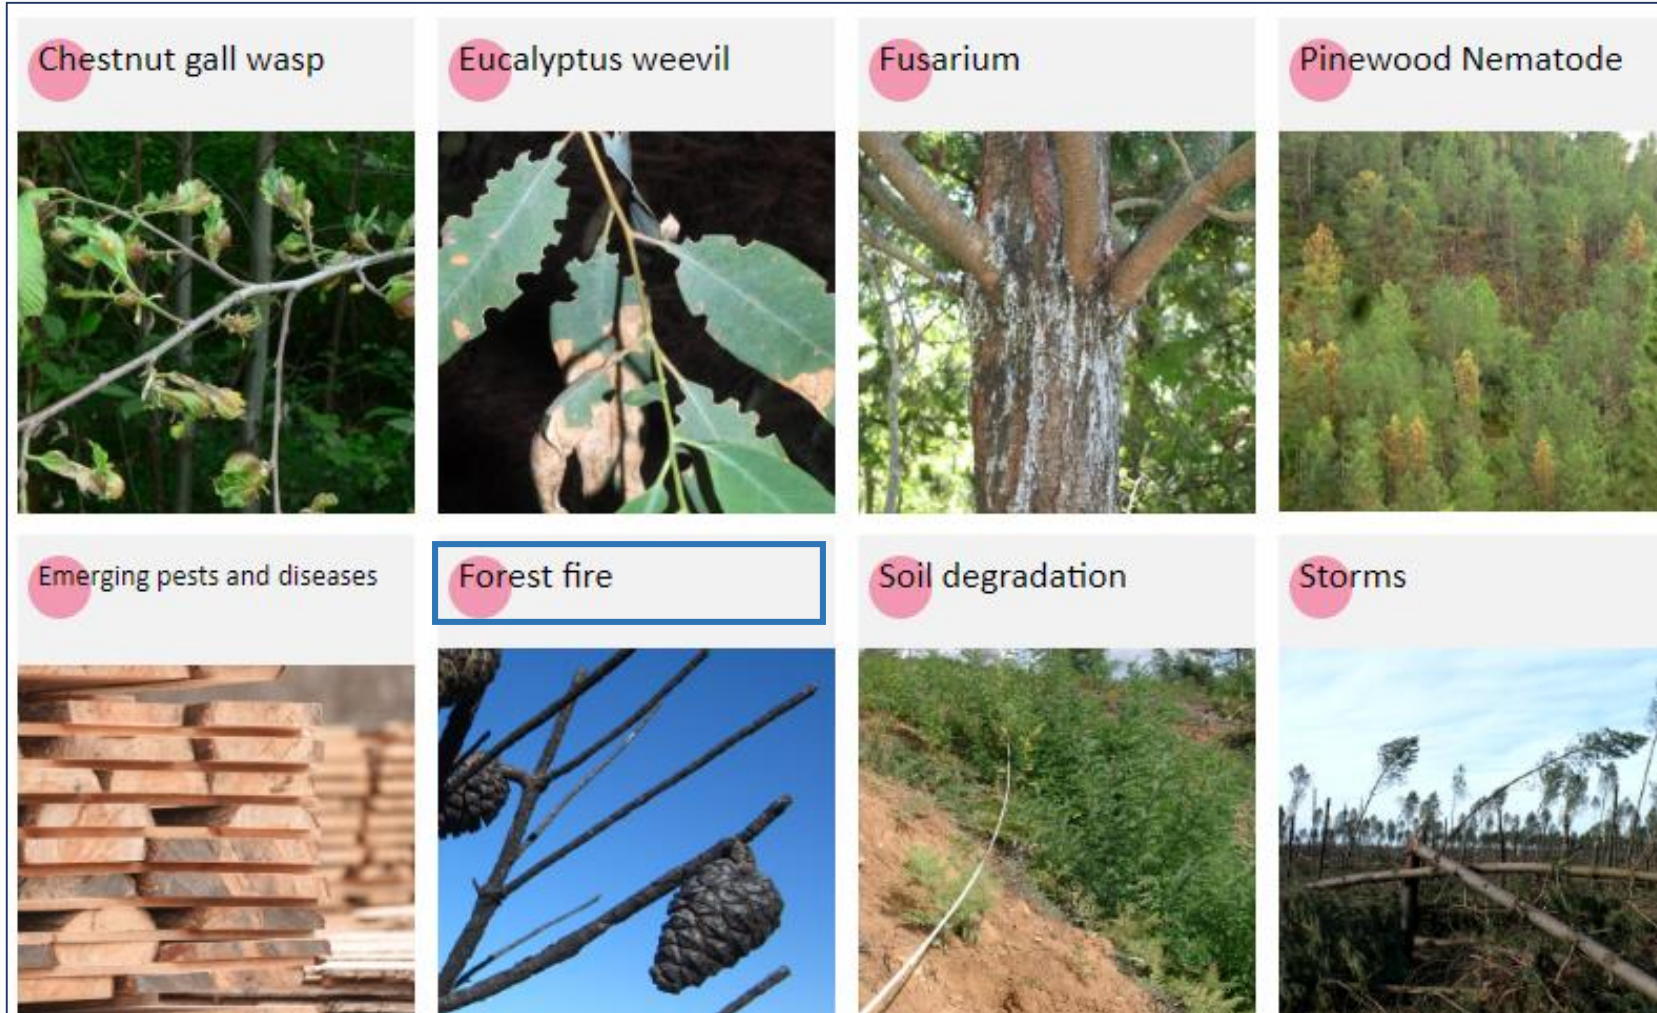 Chestnut gall wasp
Eucalyptus weevil
Fusarium
Pinewood Nematode
Emerging pests and diseases
Forest fire
Soil degradation
Storms